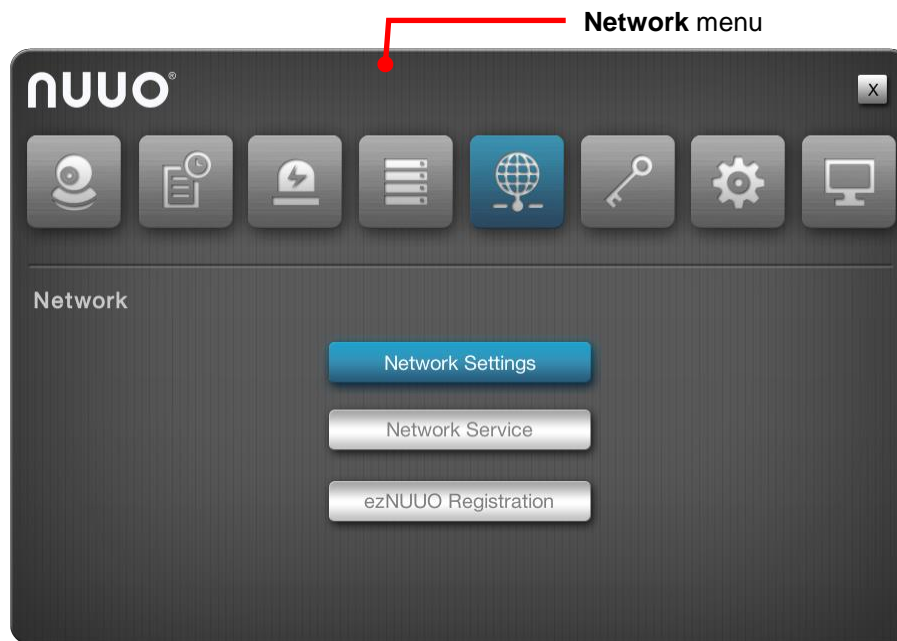 Network menu
nuuo®
X
Network
Network Settings
Network Service
ezNUUO Registration